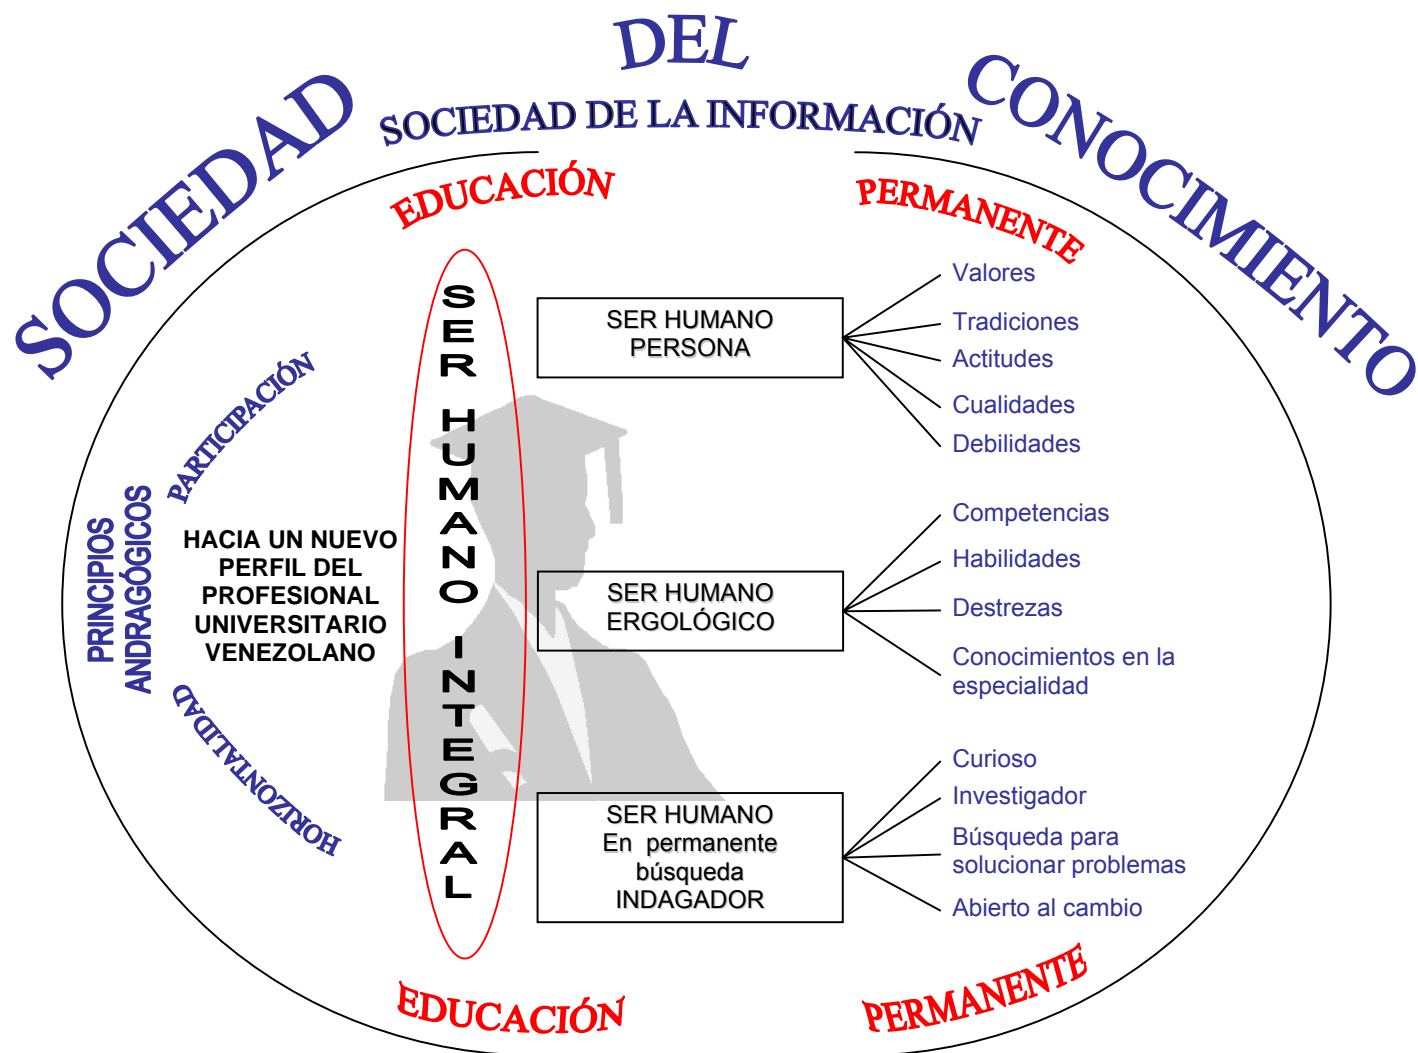 SOCIEDAD DEL CONOCIMIENTO
SOCIEDAD DE LA INFORMACIÓN
EDUCACIÓN PERMANENTE
PRINCIPIOS
ANDRAGÓGICOS
PARTICIPACIÓN
HORIZONTALIDAD
HACIA UN NUEVO
PERFIL DEL
PROFESIONAL
UNIVERSITARIO
VENEZOLANO
SER HUMANO INTEGRAL
SER HUMANO
PERSONA
Valores
Tradiciones
Actitudes
Cualidades
Debilidades
SER HUMANO
ERGOLÓGICO
Competencias
Habilidades
Destrezas
Conocimientos en la
especialidad
SER HUMANO
En permanente
búsqueda
INDAGADOR
Curioso
Investigador
Búsqueda para
solucionar problemas
Abierto al cambio
EDUCACIÓN PERMANENTE